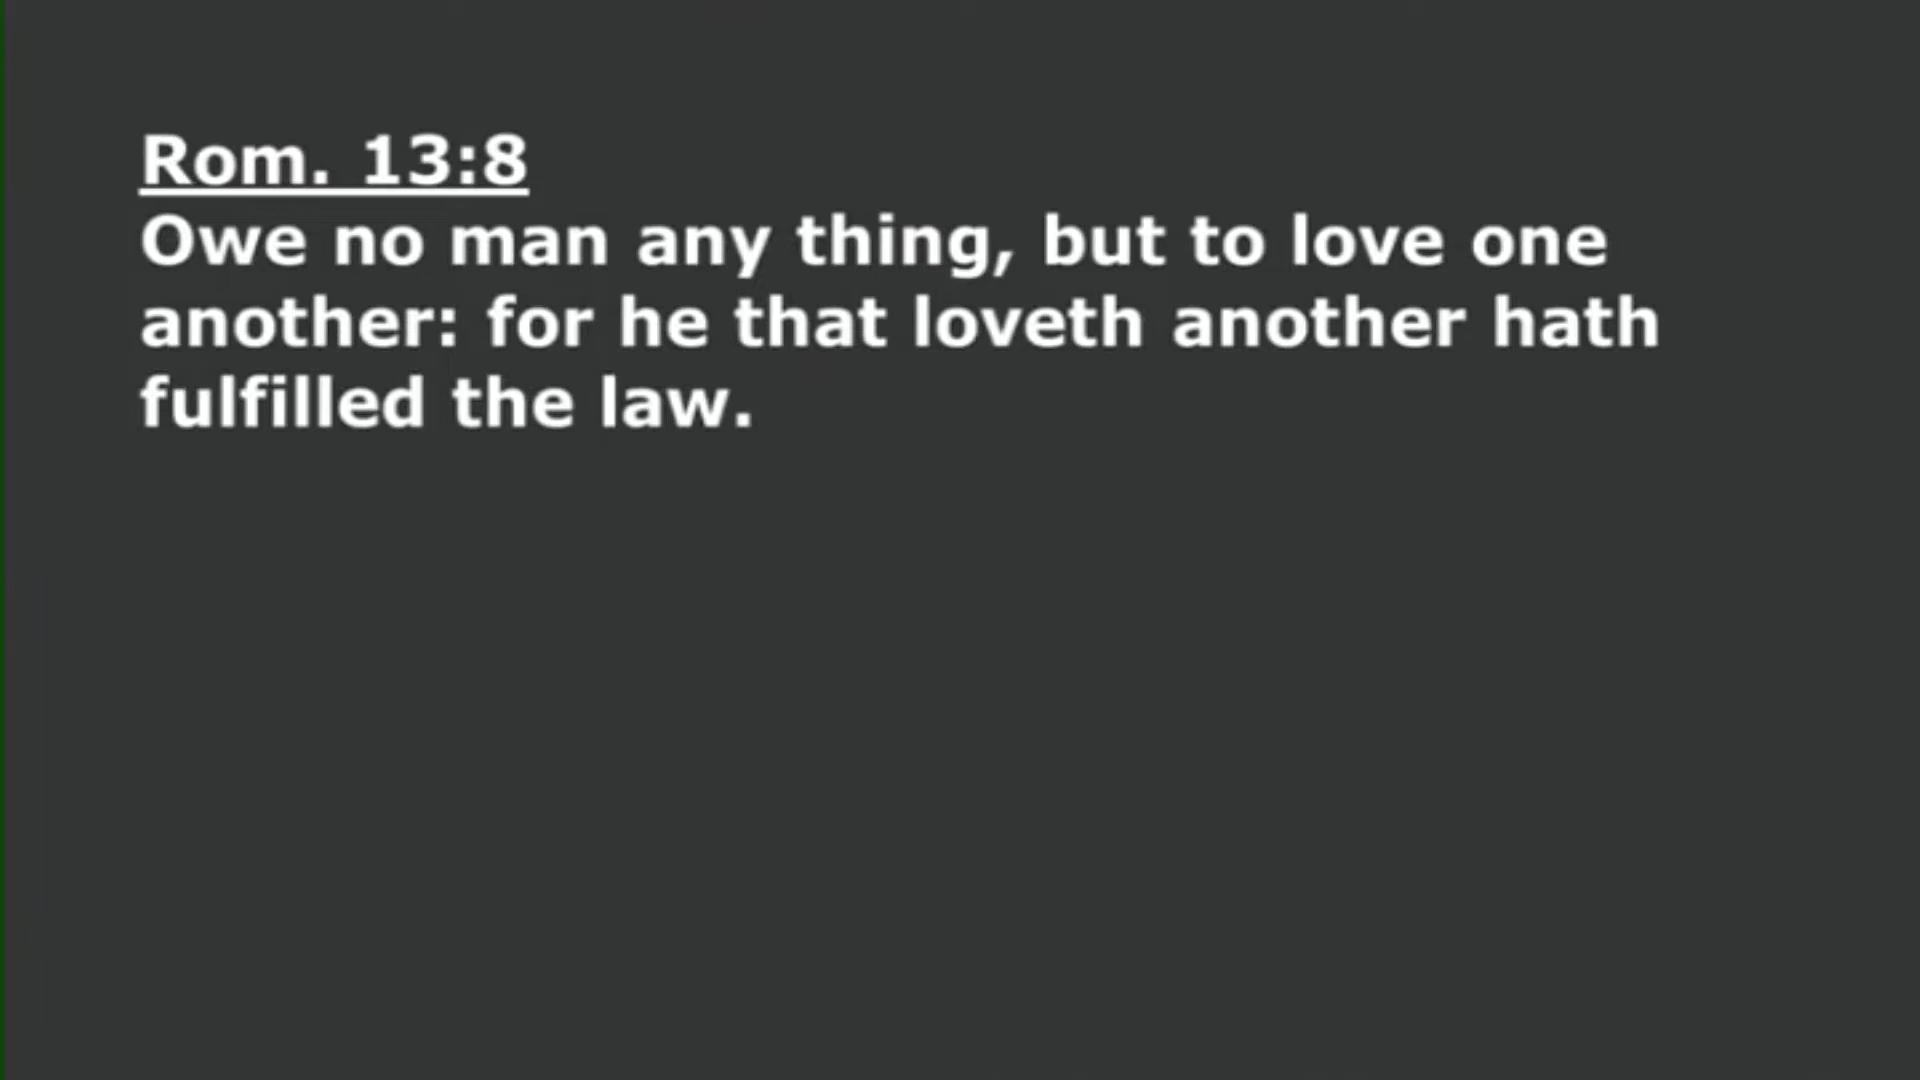 Rom. 13:8
Owe no man any thing, but to love one
another: for he that loveth another hath
fulfilled the law.